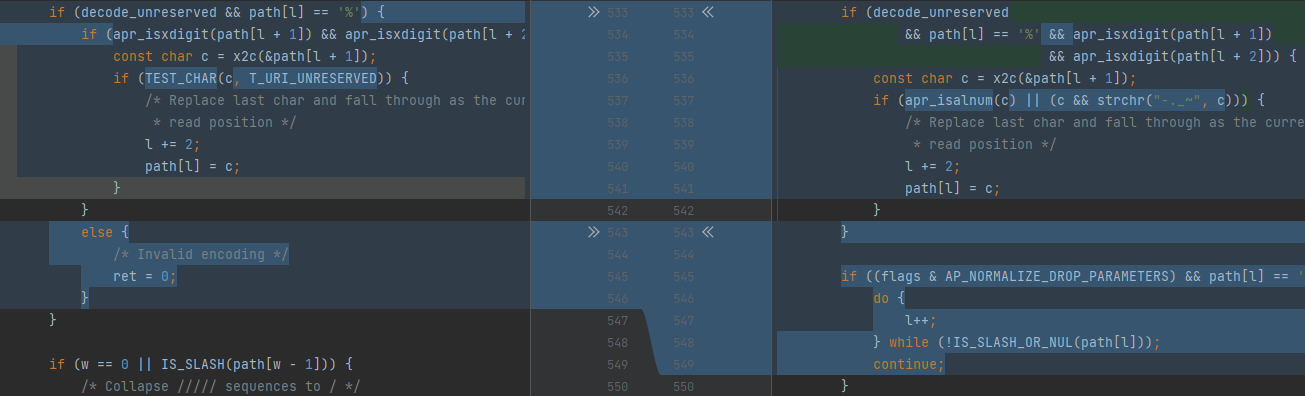 if (decode_unreserved && path[l] == '%') {
if (apr_isxdigit(path[l + 1]) && apr_isxdigit(path[l + 2
const char c = x2c(&path[l + 1]);
if (TEST_CHAR(c, T_URI_UNRESERVED)) {
/* Replace last char and fall through as the cur
* read position */
l += 2;
path[l] = c;
}
}
else {
/* Invalid encoding */
ret = 0;
}
}
if (w == 0 || IS_SLASH(path[w - 1])) {
/* Collapse ///// sequences to / */
533 533
534 534
535 535
536 536
537 537
538 538
539 539
540 540
541 541
542 542
543 543
544 544
545 545
546 546
547 547
548 548
549 549
550 550
if (decode_unreserved
&& path[l] == '%' && apr_isxdigit(path[l + 1])
&& apr_isxdigit(path[l + 2])) {
const char c = x2c(&path[l + 1]);
if (apr_isalnum(c) || (c && strchr("-._~", c))) {
/* Replace last char and fall through as the curre
* read position */
l += 2;
path[l] = c;
}
}
if ((flags & AP_NORMALIZE_DROP_PARAMETERS) && path[l] == '
do {
l++;
} while (!IS_SLASH_OR_NUL(path[l]));
continue;
}